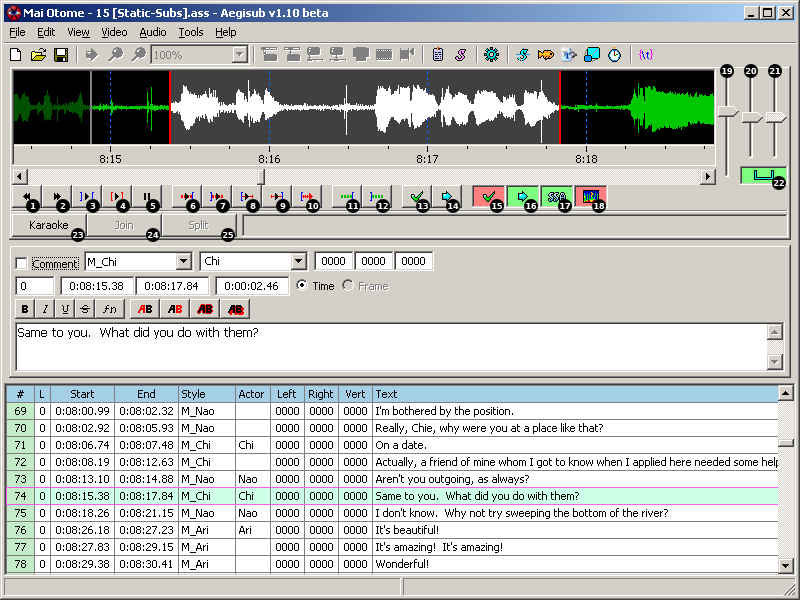 Mai Otome - 15 [Static-Subs].ass - Aegisub v1.10 beta
File Edit View Video Audio Tools Help
100%
19 20 21
8:15 8:16 8:17 8:18
22
1 2 3 4 5 6 7 8 9 10 11 12 13 14 15 16 17 18
SSA
Karaoke Join Split
23 24 25
Comment M_Chi Chi 0000 0000 0000
0 0:08:15.38 0:08:17.84 0:00:02.46 Time Frame
B I U S fn AB AB AB AB
Same to you.  What did you do with them?
# L Start End Style Actor Left Right Vert Text
69 0 0:08:00.99 0:08:02.32 M_Nao 0000 0000 0000 I'm bothered by the position.
70 0 0:08:02.92 0:08:05.93 M_Nao 0000 0000 0000 Really, Chie, why were you at a place like that?
71 0 0:08:06.74 0:08:07.48 M_Chi Chi 0000 0000 0000 On a date.
72 0 0:08:08.19 0:08:12.63 M_Chi 0000 0000 0000 Actually, a friend of mine whom I got to know when I applied here needed some help
73 0 0:08:13.10 0:08:14.88 M_Nao Nao 0000 0000 0000 Aren't you outgoing, as always?
74 0 0:08:15.38 0:08:17.84 M_Chi Chi 0000 0000 0000 Same to you.  What did you do with them?
75 0 0:08:18.26 0:08:21.15 M_Nao Nao 0000 0000 0000 I don't know.  Why not try sweeping the bottom of the river?
76 0 0:08:26.18 0:08:27.23 M_Ari Ari 0000 0000 0000 It's beautiful!
77 0 0:08:27.83 0:08:29.15 M_Ari 0000 0000 0000 It's amazing!  It's amazing!
78 0 0:08:29.38 0:08:30.41 M_Ari 0000 0000 0000 Wonderful!